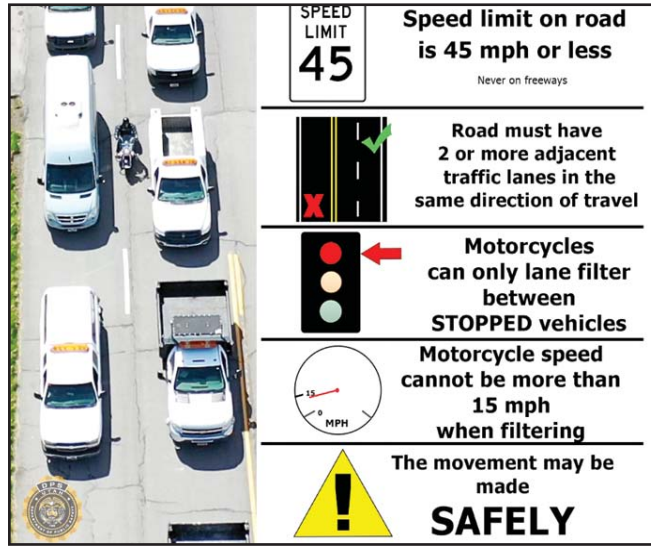 SPEED
LIMIT
45
Speed limit on road
is 45 mph or less
Never on freeways
Road must have
2 or more adjacent
traffic lanes in the
same direction of travel
X
Motorcycles
can only lane filter
between
STOPPED vehicles
15
0
MPH
Motorcycle speed
cannot be more than
15 mph
when filtering
!
The movement may be
made
SAFELY
DPS
UTAH